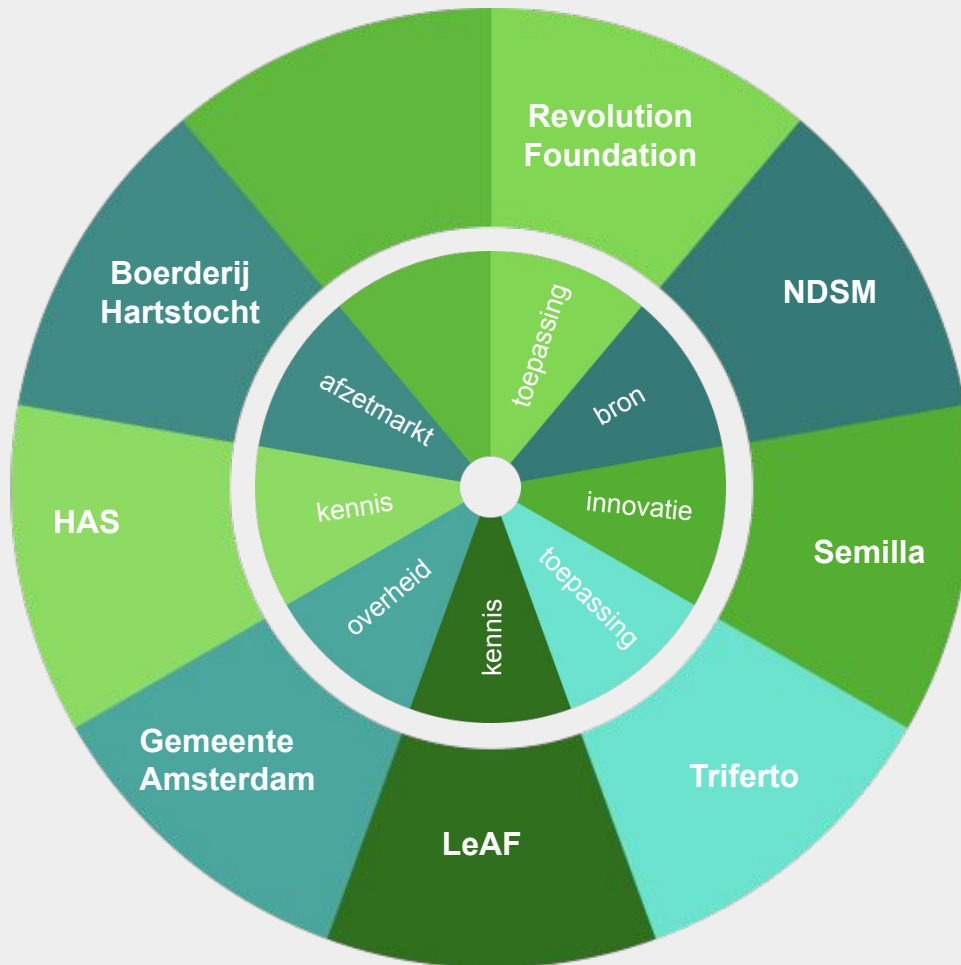 Revolution
Foundation
NDSM
Semilla
Triferto
LeAF
Gemeente
Amsterdam
HAS
Boerderij
Hartstocht
toepassing
bron
innovatie
toepassing
kennis
overheid
kennis
afzetmarkt